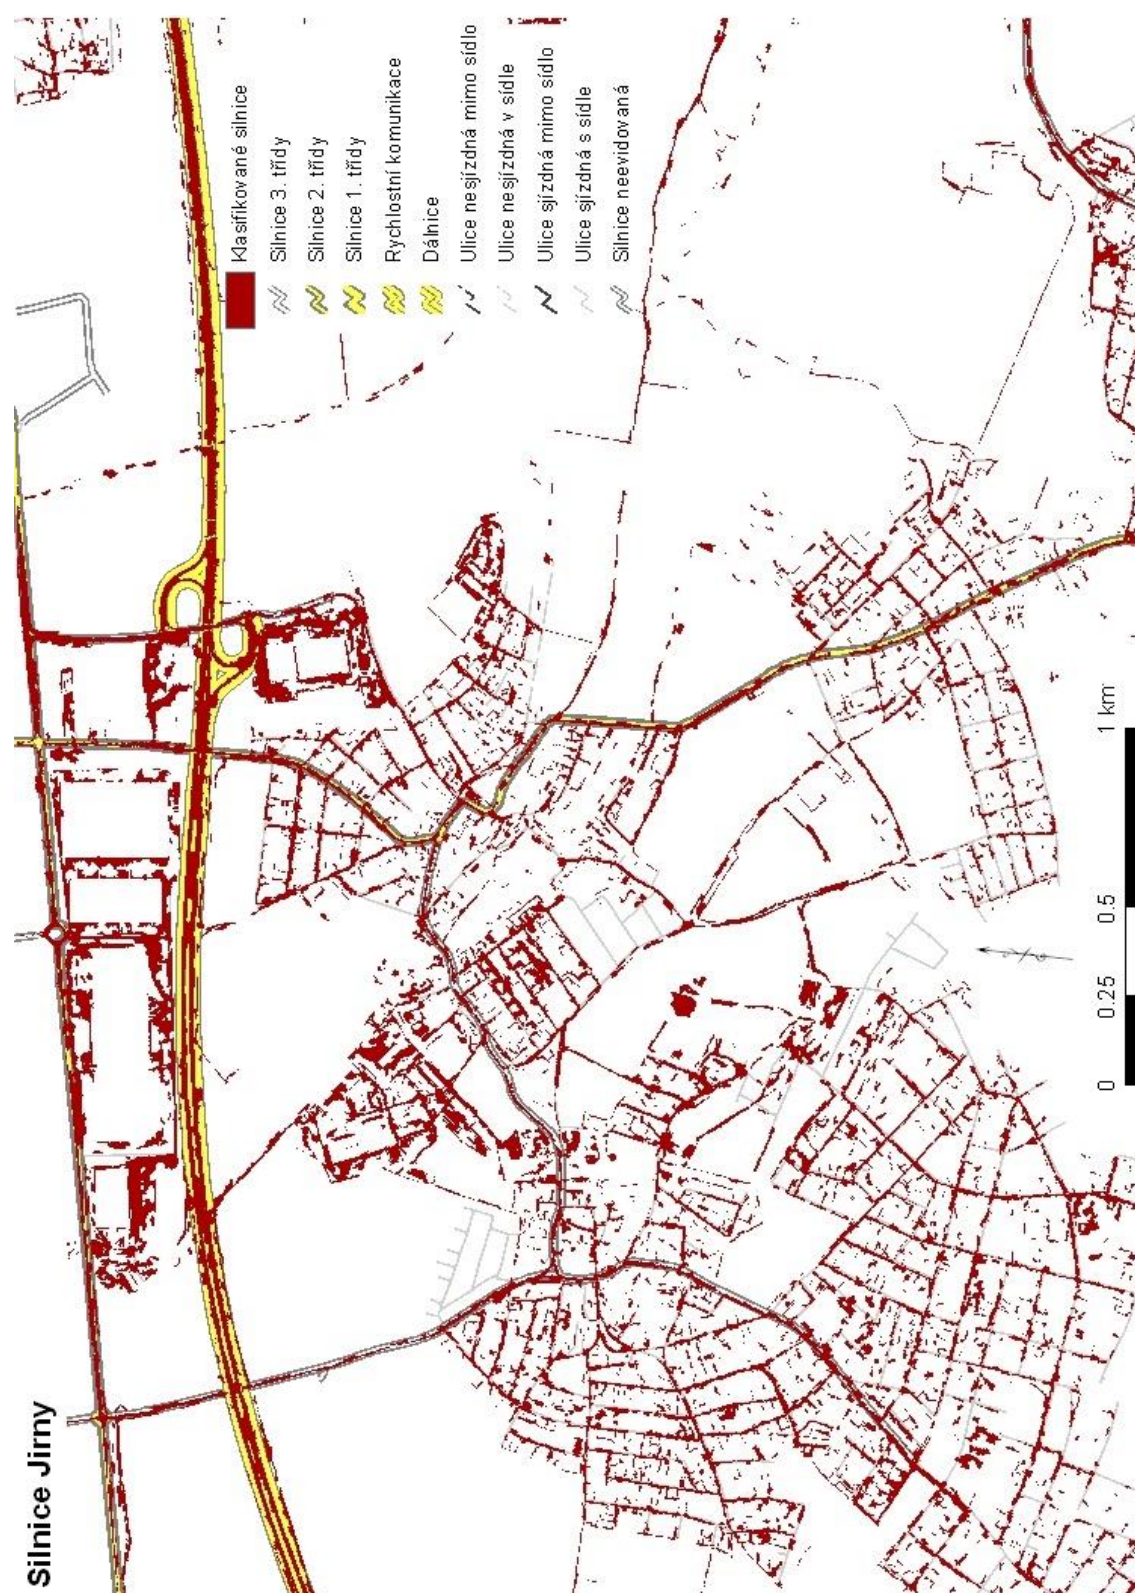 Silnice Jirny
Klasifikované silnice
Silnice 3. třídy
Silnice 2. třídy
Silnice 1. třídy
Rychlostní komunikace
Dálnice
Ulice nesjízdná mimo sídlo
Ulice nesjízdná v sídle
Ulice sjízdná mimo sídlo
Ulice sjízdná s sídle
Silnice neevidovaná
0 0.25 0.5 1 km